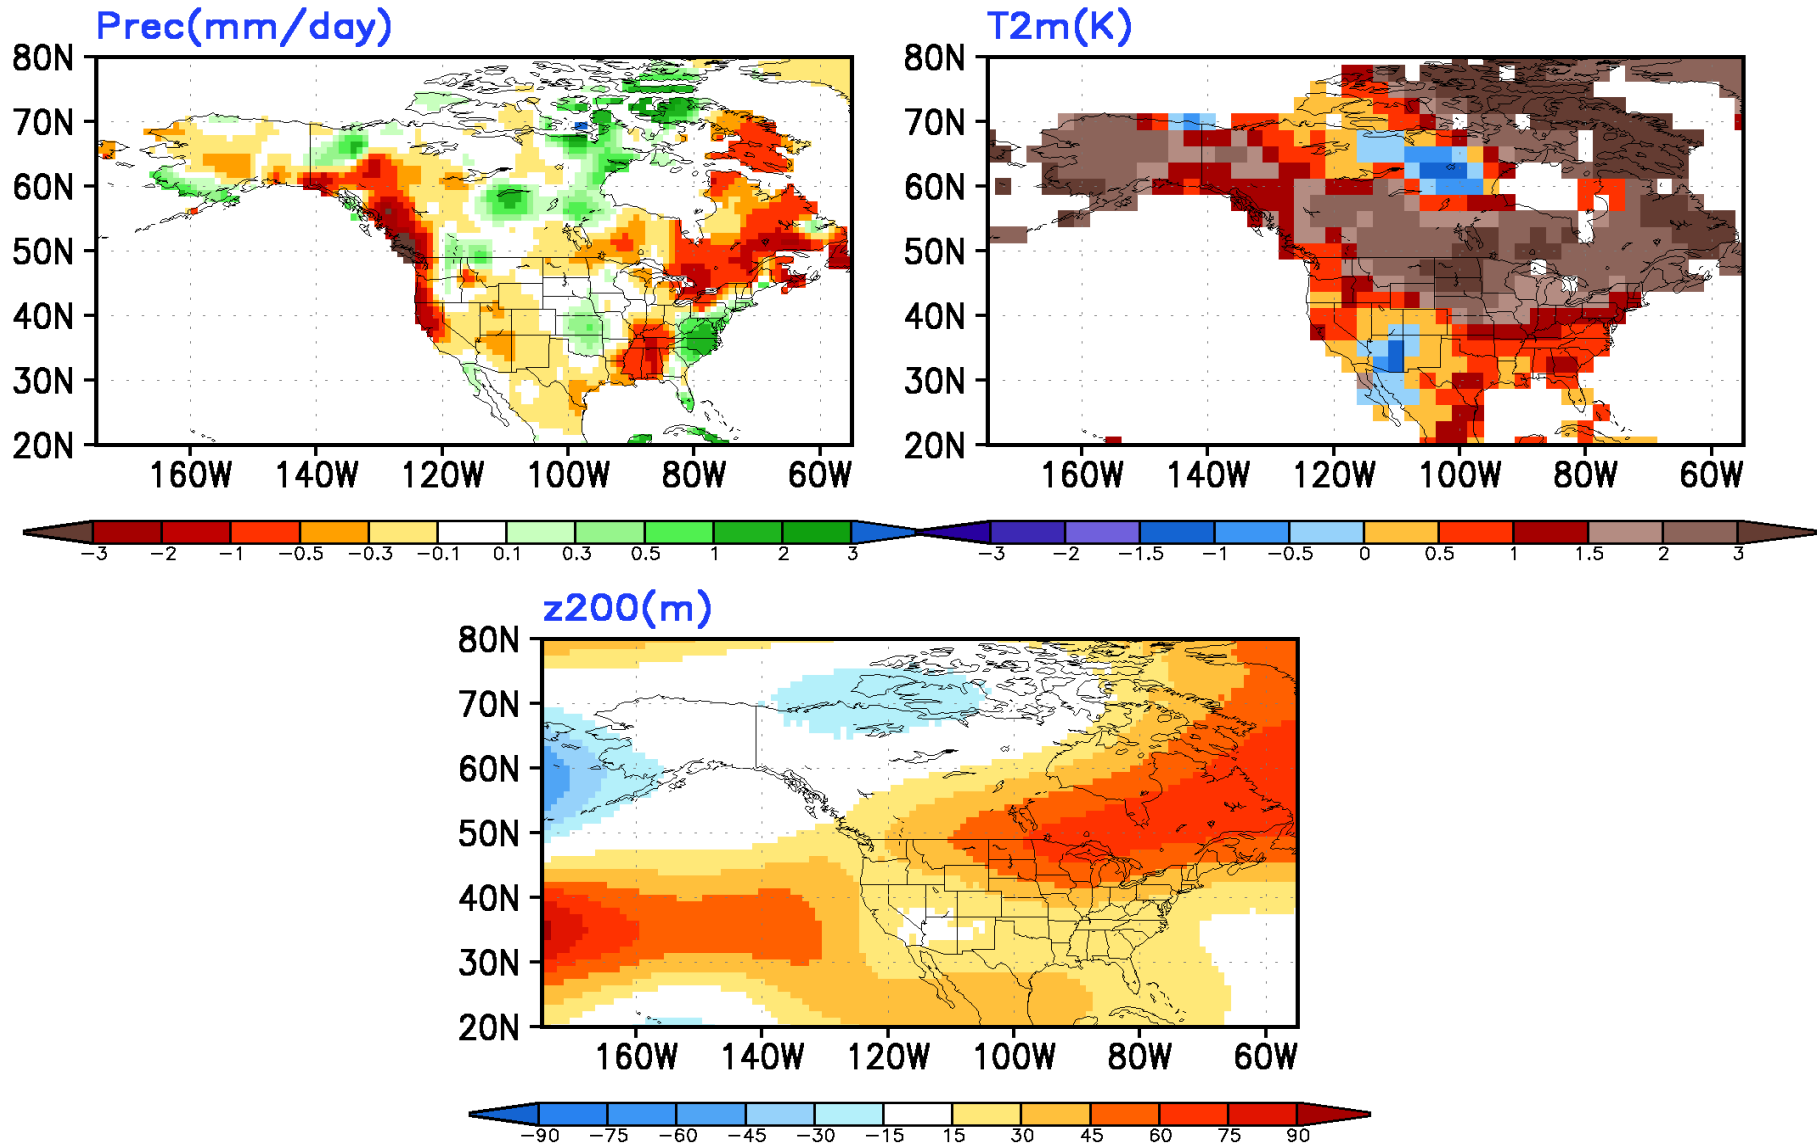 Prec(mm/day)
80N
70N
60N
50N
40N
30N
20N
160W 140W 120W 100W 80W 60W
-3 -2 -1 -0.5 -0.3 -0.1 0.1 0.3 0.5 1 2 3
T2m(K)
80N
70N
60N
50N
40N
30N
20N
160W 140W 120W 100W 80W 60W
-3 -2 -1.5 -1 -0.5 0 0.5 1 1.5 2 3
z200(m)
80N
70N
60N
50N
40N
30N
20N
160W 140W 120W 100W 80W 60W
-90 -75 -60 -45 -30 -15 15 30 45 60 75 90